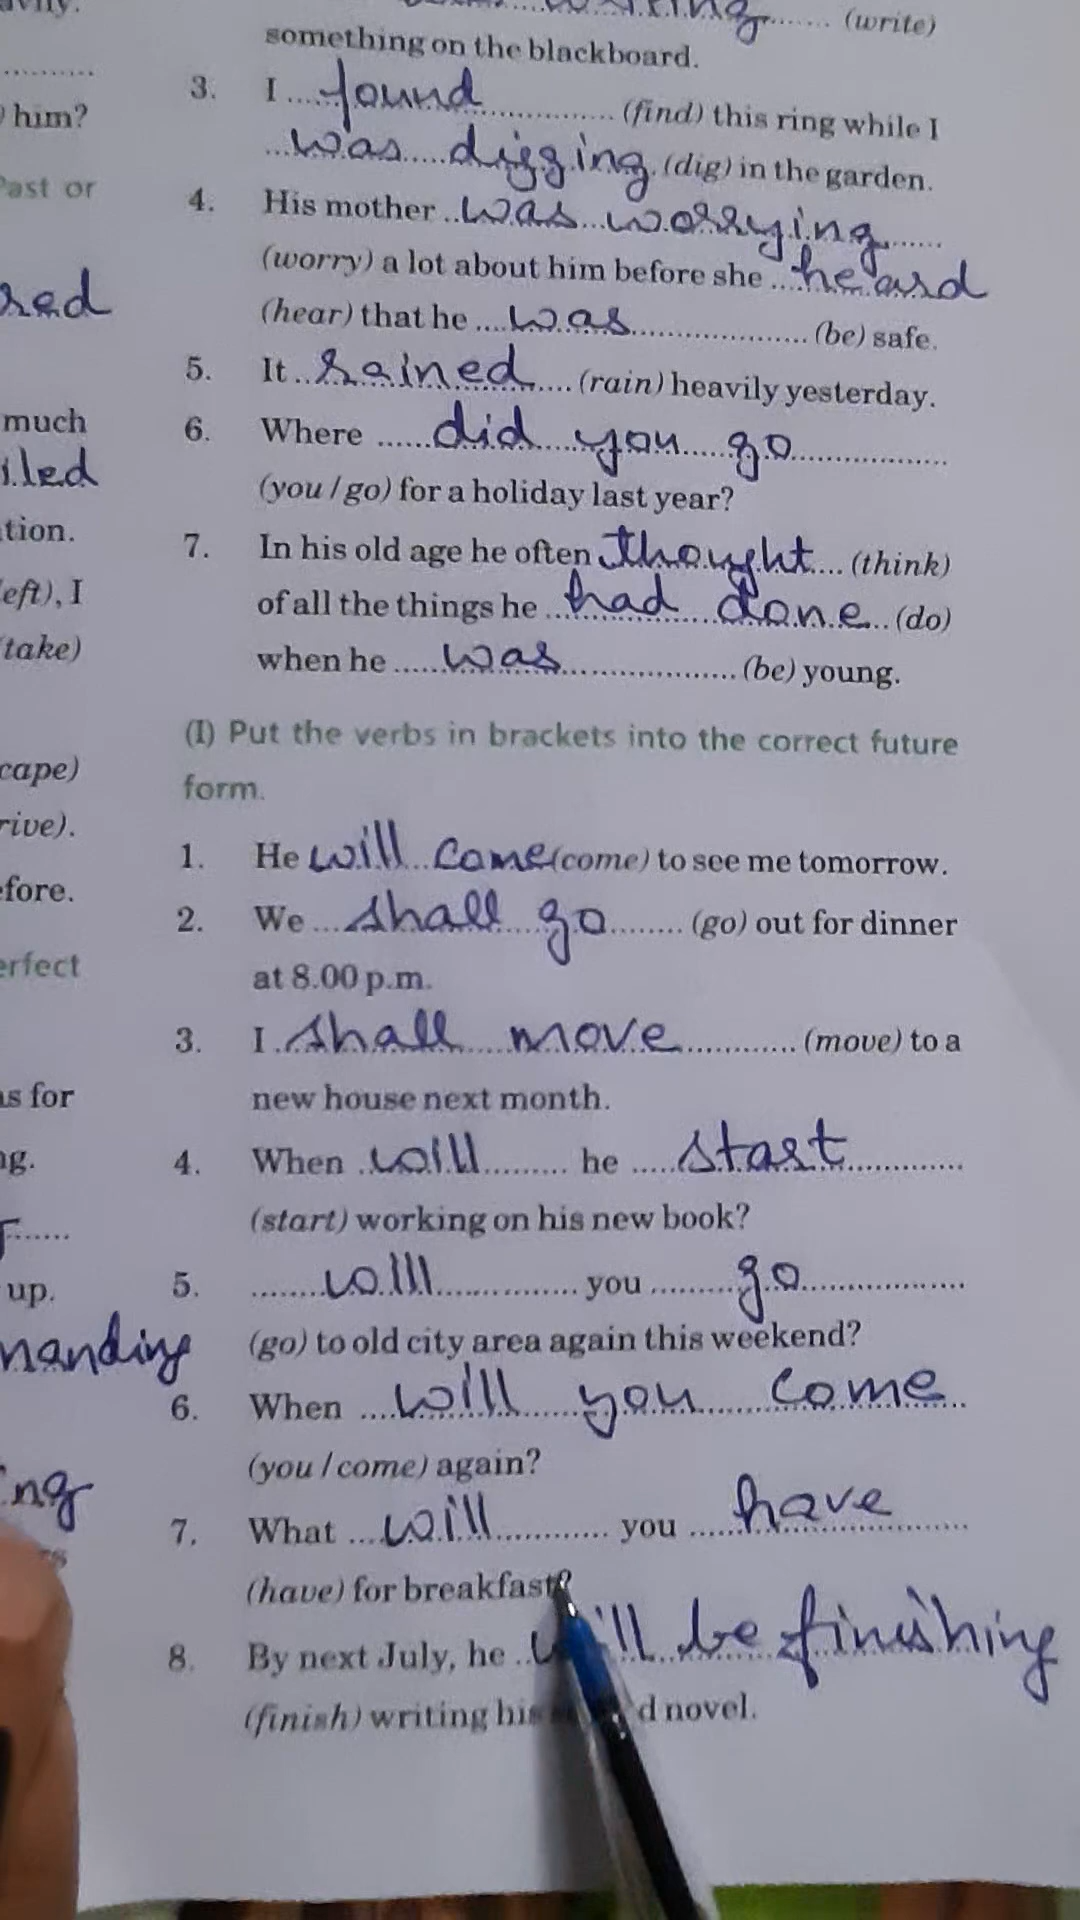 (write)
something on the blackboard.
him?
3. I found (find) this ring while I
was digging (dig) in the garden.
Past or
4. His mother was worrying
(worry) a lot about him before she heard
(hear) that he was (be) safe.
5. It rained (rain) heavily yesterday.
much
6. Where did you go
(you / go) for a holiday last year?
tion.
7. In his old age he often thought (think)
of all the things he had done (do)
when he was (be) young.
left), I
take)
(I) Put the verbs in brackets into the correct future
form.
cape)
rive).
1. He will come (come) to see me tomorrow.
efore.
2. We shall go (go) out for dinner
at 8.00 p.m.
erfect
3. I shall move (move) to a
new house next month.
as for
4. When will he start
(start) working on his new book?
ng.
5. will you go
(go) to old city area again this weekend?
up.
manding
6. When will you come
(you / come) again?
ing
7. What will you have
(have) for breakfast?
8. By next July, he will be finishing
(finish) writing his d novel.